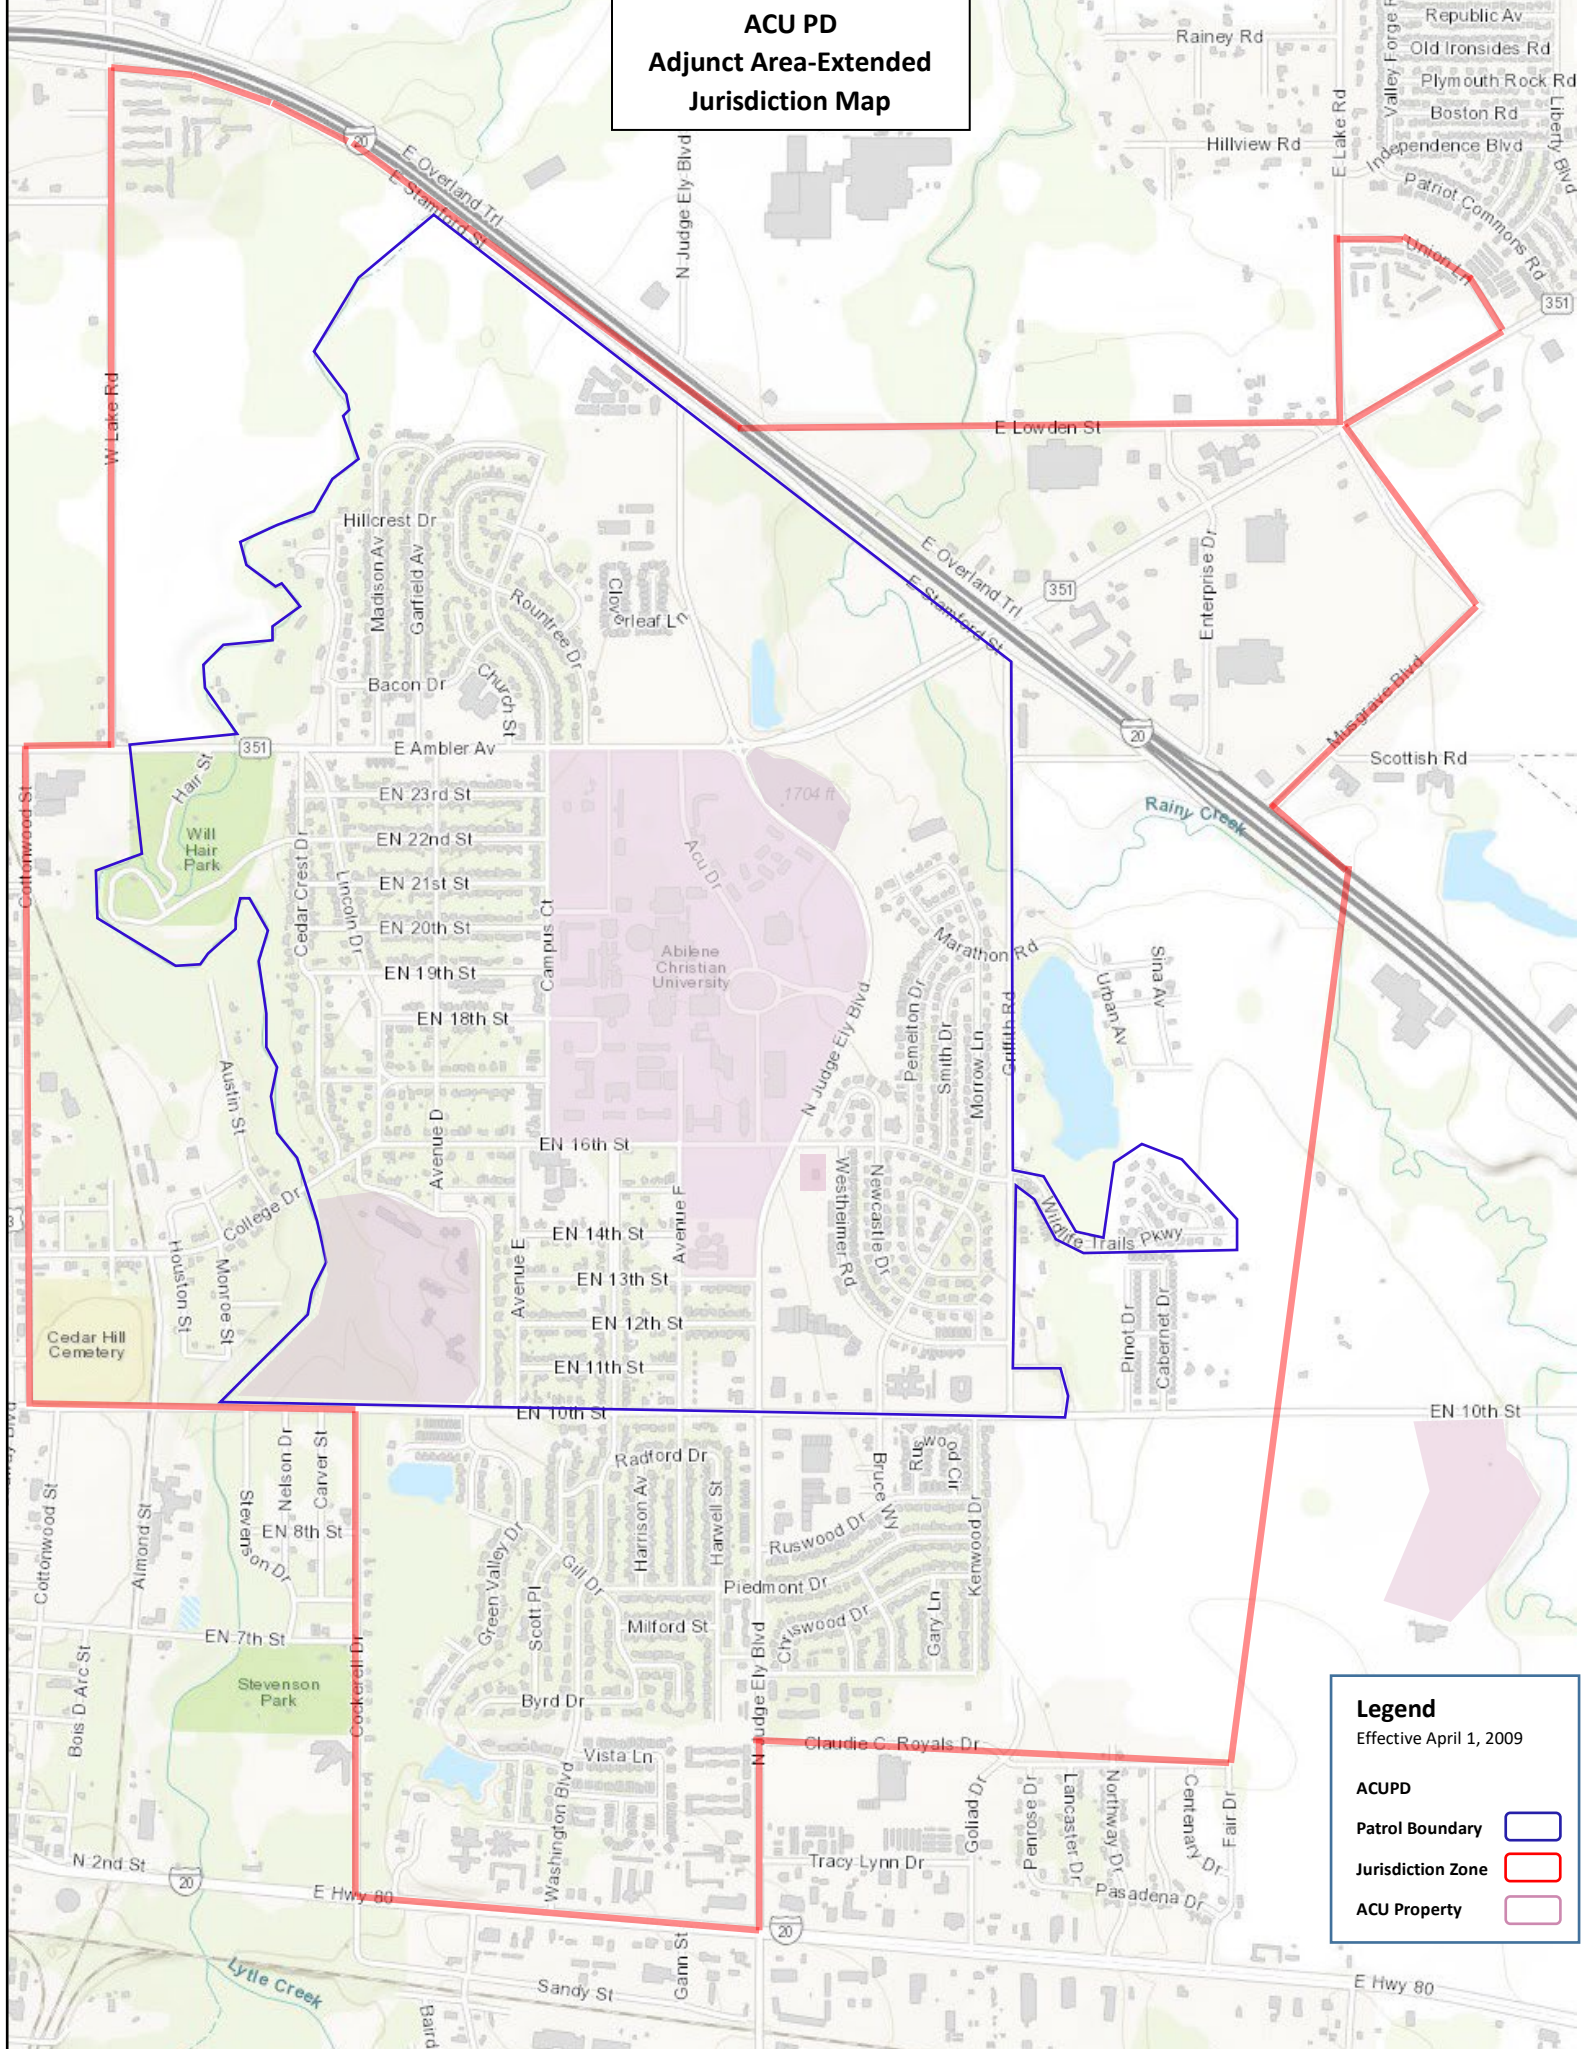 ACU PD
Adjunct Area-Extended
Jurisdiction Map
Republic Av
Rainey Rd
Old Ironsides Rd
Plymouth Rock Rd
Boston Rd
Hillview Rd
Independence Blvd
E Lake Rd
Liberty Blvd
Patriot Commons Rd
Union Ln
351
20
E Overland Trl
E Stamford St
N Judge Ely Blvd
W Lake Rd
E Lowden St
Hillcrest Dr
Madison Av
Garfield Av
Rountree Dr
Cloverleaf Ln
Church St
Bacon Dr
E Overland Trl
E Stamford St
351
Enterprise Dr
Musgrave Blvd
Scottish Rd
20
Rainy Creek
351
E Ambler Av
Hair St
Will
Hair
Park
Cottonwood St
EN 23rd St
EN 22nd St
EN 21st St
EN 20th St
EN 19th St
EN 18th St
Cedar Crest Dr
Lincoln Dr
Campus Ct
Acu Dr
1704 ft
Abilene
Christian
University
N Judge Ely Blvd
Marathon Rd
Pemelton Dr
Smith Dr
Morrow Ln
Griffith Rd
Urban Av
Sina Av
Austin St
Avenue D
EN 16th St
College Dr
Houston St
Monroe St
Avenue E
Avenue F
EN 14th St
EN 13th St
EN 12th St
EN 11th St
EN 10th St
Westheimer Rd
Newcastle Dr
Wildlife Trails Pkwy
Pinot Dr
Cabernet Dr
EN 10th St
Cedar Hill
Cemetery
Radford Dr
Harrison Av
Harwell St
Bruce Wy
Ruswood Cir
Ruswood Dr
Kenwood Dr
Piedmont Dr
Chriswood Dr
Gary Ln
Nelson Dr
Carver St
Stevenson Dr
EN 8th St
Cottonwood St
Almond St
Green Valley Dr
Gill Dr
Scott Pl
Milford St
EN 7th St
Stevenson
Park
Cockerell Dr
Bois D Arc St
Byrd Dr
N Judge Ely Blvd
Vista Ln
Washington Blvd
Claudie C. Royals Dr
Goliad Dr
Penrose Dr
Lancaster Dr
Northway Dr
Centenary Dr
Fair Dr
Tracy Lynn Dr
Pasadena Dr
N 2nd St
20
E Hwy 80
20
Gann St
Sandy St
Lytle Creek
Baird
E Hwy 80
Legend
Effective April 1, 2009
ACUPD
Patrol Boundary
Jurisdiction Zone
ACU Property